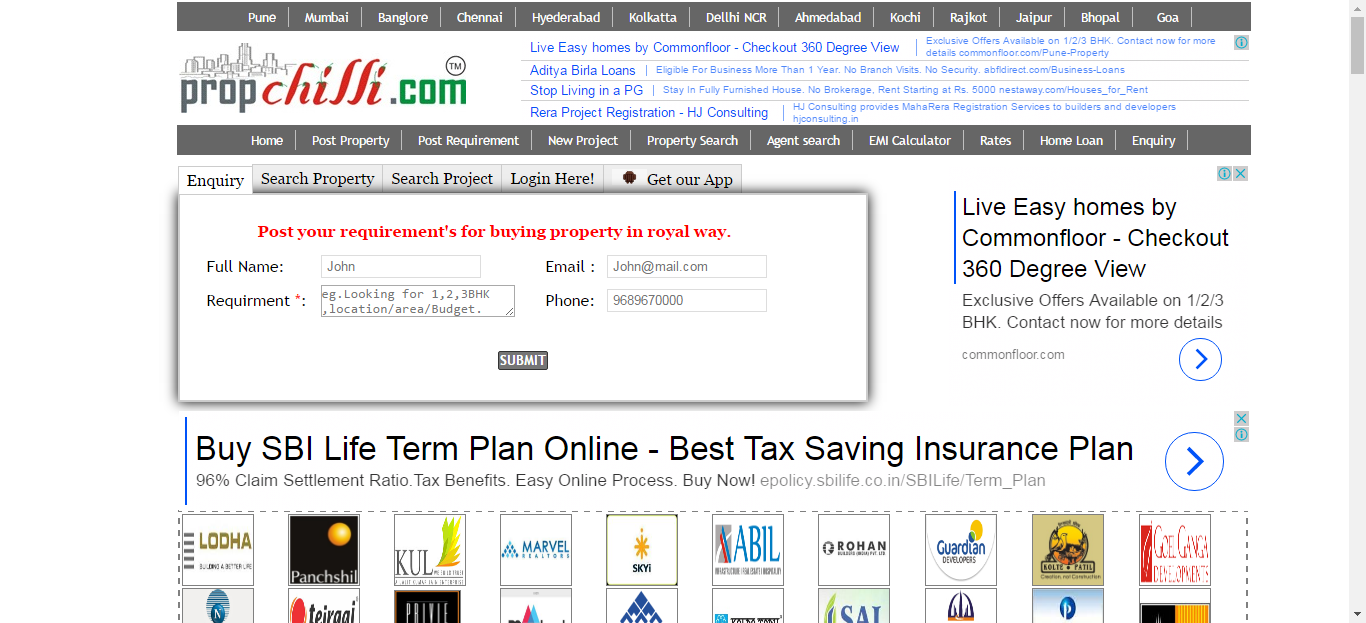 Pune Mumbai Banglore Chennai Hyederabad Kolkatta Dellhi NCR Ahmedabad Kochi Rajkot Jaipur Bhopal Goa
propchilli.com TM
Live Easy homes by Commonfloor - Checkout 360 Degree View
Exclusive Offers Available on 1/2/3 BHK. Contact now for more
details commonfloor.com/Pune-Property
Aditya Birla Loans Eligible For Business More Than 1 Year. No Branch Visits. No Security. abfldirect.com/Business-Loans
Stop Living in a PG Stay In Fully Furnished House. No Brokerage, Rent Starting at Rs. 5000 nestaway.com/Houses_for_Rent
Rera Project Registration - HJ Consulting
HJ Consulting provides MahaRera Registration Services to builders and developers
hjconsulting.in
Home Post Property Post Requirement New Project Property Search Agent search EMI Calculator Rates Home Loan Enquiry
Enquiry Search Property Search Project Login Here! Get our App
Post your requirement's for buying property in royal way.
Full Name: John Email : John@mail.com
Requirment *: eg.Looking for 1,2,3BHK
,location/area/Budget.
Phone: 9689670000
SUBMIT
Live Easy homes by
Commonfloor - Checkout
360 Degree View
Exclusive Offers Available on 1/2/3
BHK. Contact now for more details
commonfloor.com
Buy SBI Life Term Plan Online - Best Tax Saving Insurance Plan
96% Claim Settlement Ratio.Tax Benefits. Easy Online Process. Buy Now! epolicy.sbilife.co.in/SBILife/Term_Plan
LODHA
BUILDING A BETTER LIFE
Panchshil
KUL
MARVEL
REALTORS
SKYi
ABIL
ROHAN
Guardian
DEVELOPERS
KOLTE PATIL
Creation, not Construction
GOEL GANGA
DEVELOPMENTS
N
PRIVIE